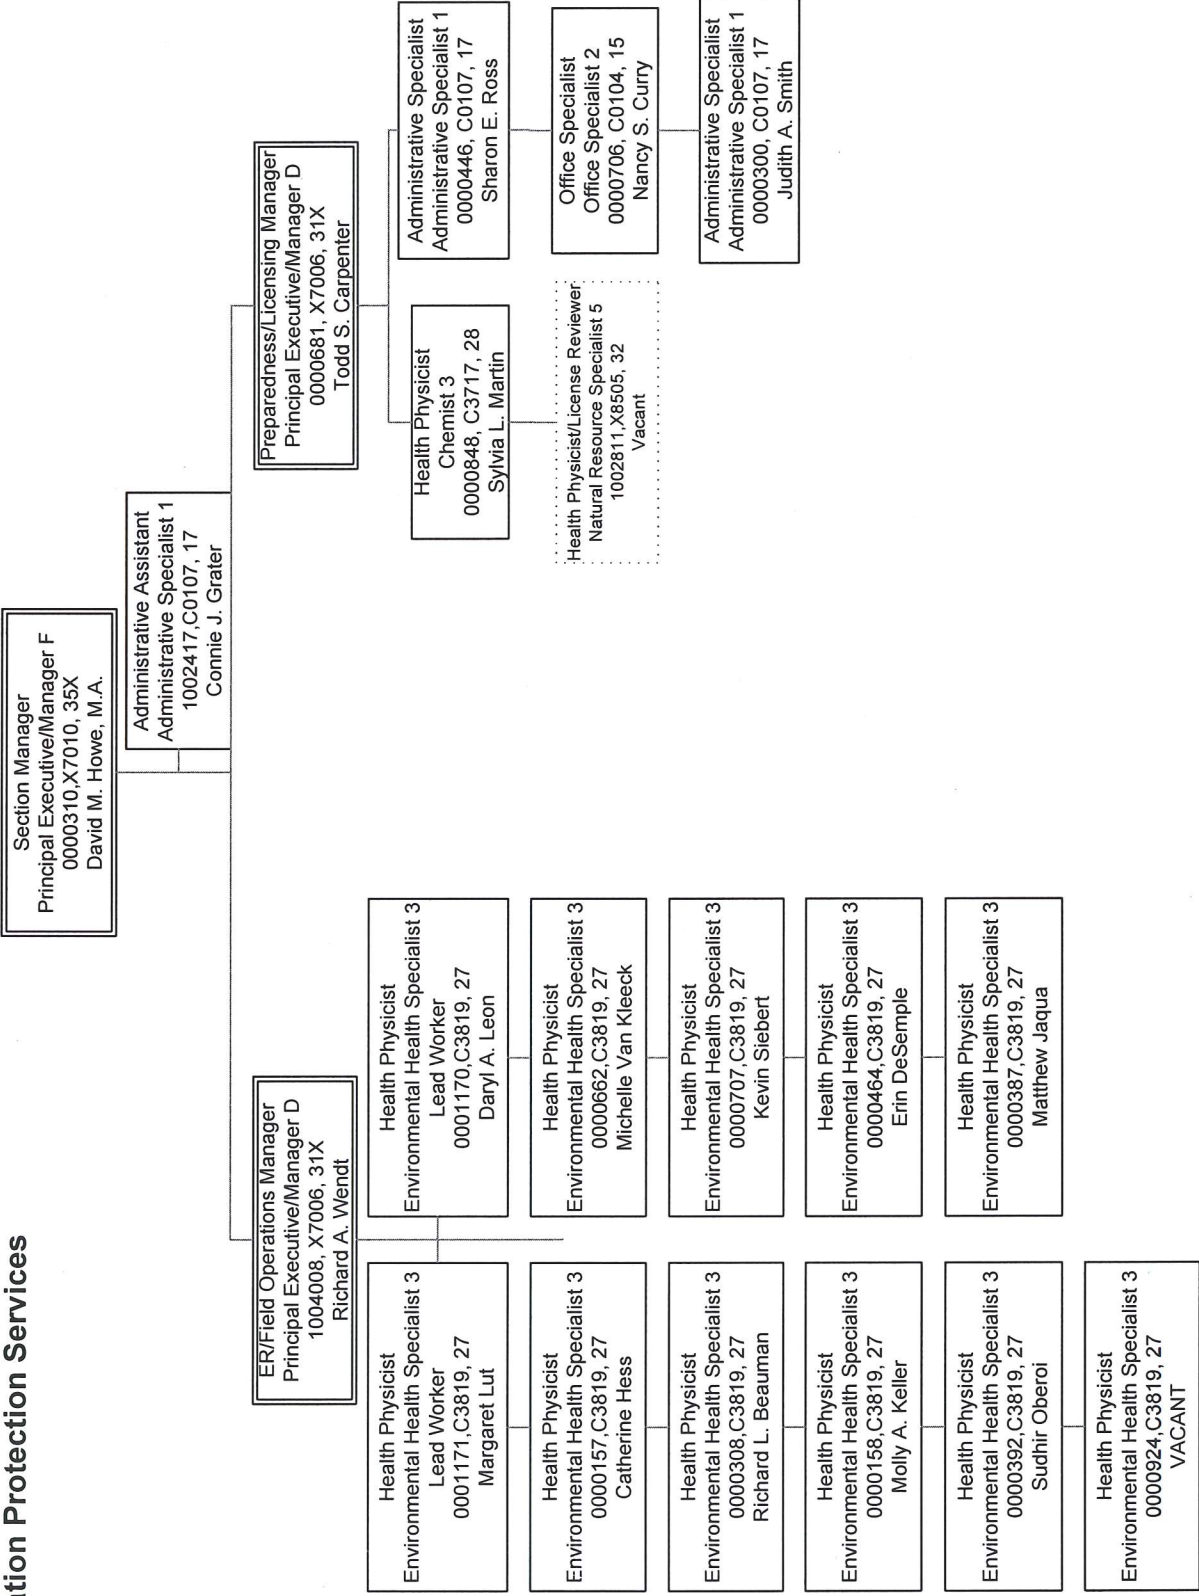 tion Protection Services
Section Manager
Principal Executive/Manager F
0000310,X7010, 35X
David M. Howe, M.A.
Administrative Assistant
Administrative Specialist 1
1002417,C0107, 17
Connie J. Grater
ER/Field Operations Manager
Principal Executive/Manager D
1004008, X7006, 31X
Richard A. Wendt
Health Physicist
Environmental Health Specialist 3
Lead Worker
0001171,C3819, 27
Margaret Lut
Health Physicist
Environmental Health Specialist 3
0000157,C3819, 27
Catherine Hess
Health Physicist
Environmental Health Specialist 3
0000308,C3819, 27
Richard L. Beauman
Health Physicist
Environmental Health Specialist 3
0000158,C3819, 27
Molly A. Keller
Health Physicist
Environmental Health Specialist 3
0000392,C3819, 27
Sudhir Oberoi
Health Physicist
Environmental Health Specialist 3
0000924,C3819, 27
VACANT
Health Physicist
Environmental Health Specialist 3
Lead Worker
0001170,C3819, 27
Daryl A. Leon
Health Physicist
Environmental Health Specialist 3
0000662,C3819, 27
Michelle Van Kleeck
Health Physicist
Environmental Health Specialist 3
0000707,C3819, 27
Kevin Siebert
Health Physicist
Environmental Health Specialist 3
0000464,C3819, 27
Erin DeSemple
Health Physicist
Environmental Health Specialist 3
0000387,C3819, 27
Matthew Jaqua
Preparedness/Licensing Manager
Principal Executive/Manager D
0000681, X7006, 31X
Todd S. Carpenter
Health Physicist
Chemist 3
0000848, C3717, 28
Sylvia L. Martin
Health Physicist/License Reviewer
Natural Resource Specialist 5
1002811,X8505, 32
Vacant
Administrative Specialist
Administrative Specialist 1
0000446, C0107, 17
Sharon E. Ross
Office Specialist
Office Specialist 2
0000706, C0104, 15
Nancy S. Curry
Administrative Specialist
Administrative Specialist 1
0000300, C0107, 17
Judith A. Smith